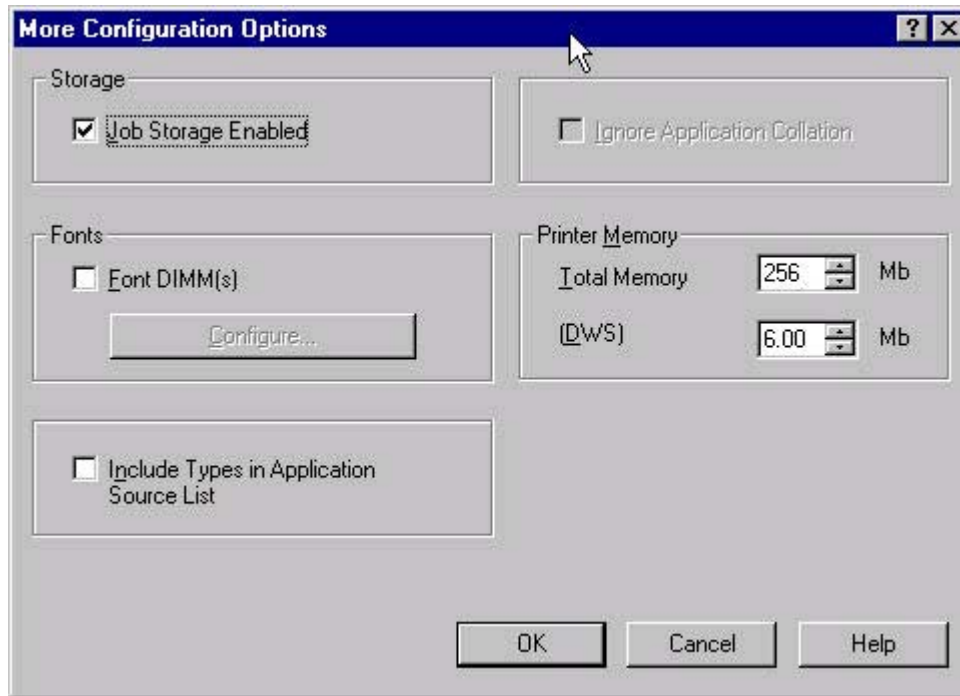 More Configuration Options
Storage
Job Storage Enabled
Ignore Application Collation
Fonts
Font DIMM(s)
Configure...
Printer Memory
Total Memory 256 Mb
(DWS) 6.00 Mb
Include Types in Application
Source List
OK Cancel Help